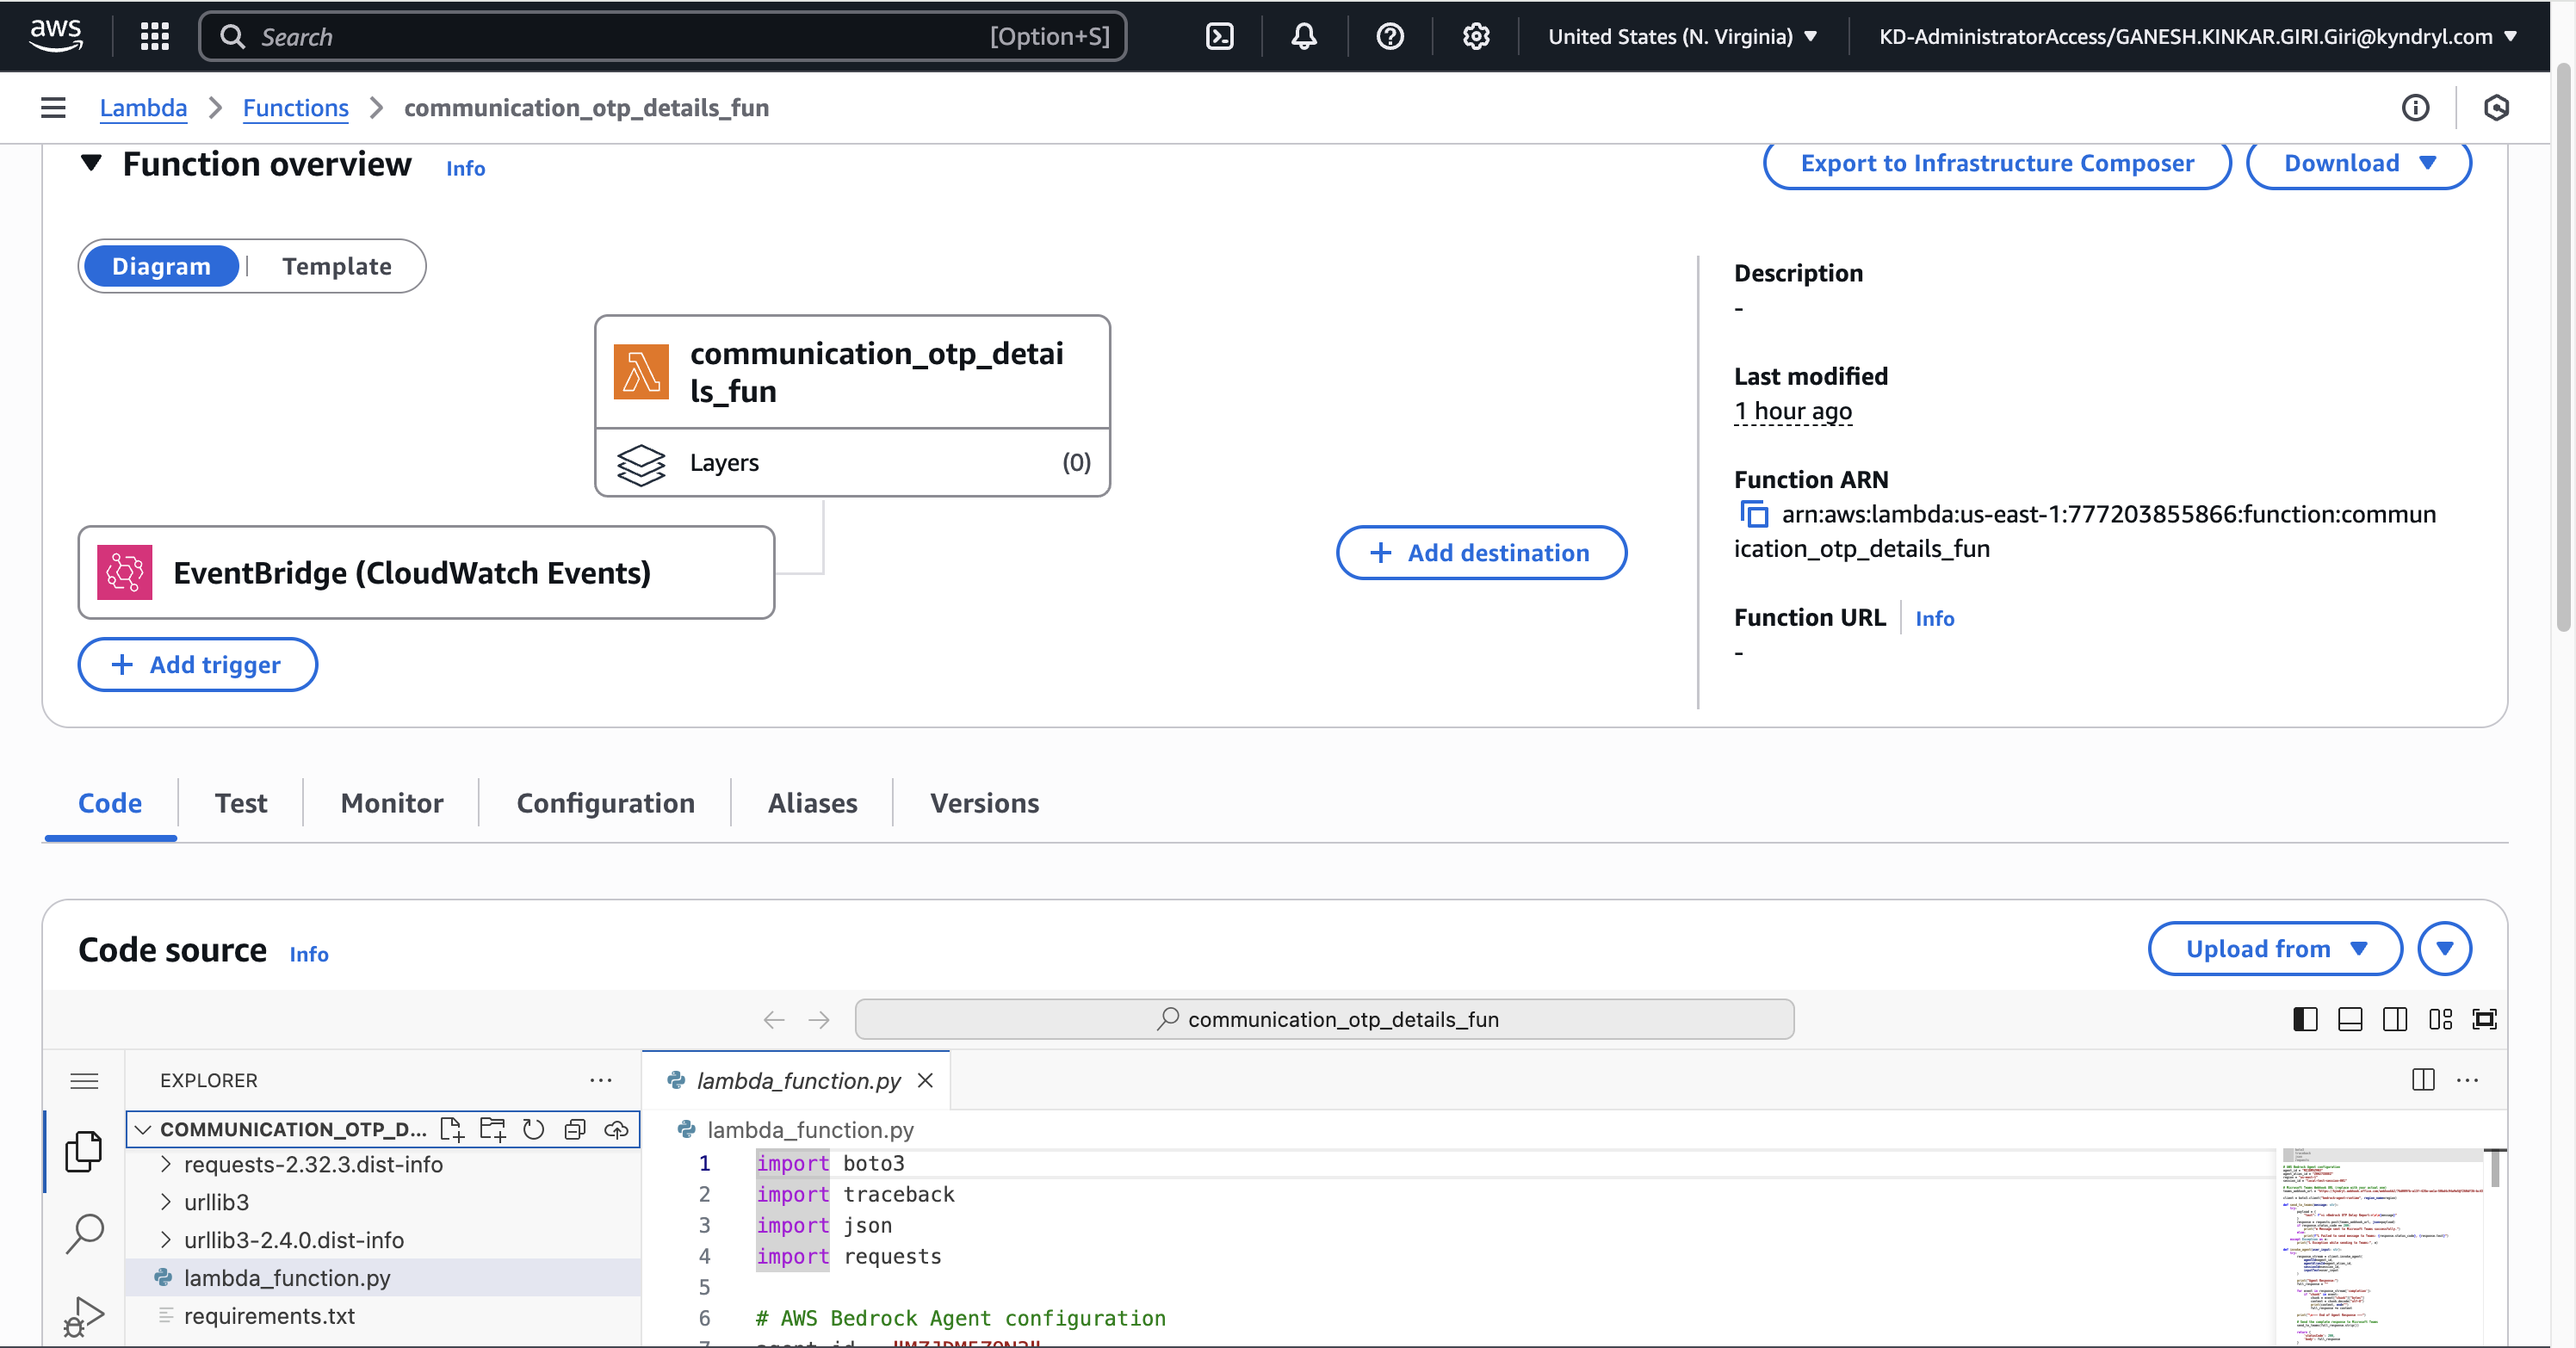 aws
Search
[Option+S]
United States (N. Virginia)
KD-AdministratorAccess/GANESH.KINKAR.GIRI.Giri@kyndryl.com
Lambda
Functions
communication_otp_details_fun
Function overview
Info
Export to Infrastructure Composer
Download
Diagram
Template
communication_otp_detai
ls_fun
Layers
(0)
EventBridge (CloudWatch Events)
Add trigger
Add destination
Description
-
Last modified
1 hour ago
Function ARN
arn:aws:lambda:us-east-1:777203855866:function:commun
ication_otp_details_fun
Function URL
Info
-
Code
Test
Monitor
Configuration
Aliases
Versions
Code source
Info
Upload from
communication_otp_details_fun
EXPLORER
COMMUNICATION_OTP_D...
requests-2.32.3.dist-info
urllib3
urllib3-2.4.0.dist-info
lambda_function.py
requirements.txt
lambda_function.py
lambda_function.py
1 import boto3
2 import traceback
3 import json
4 import requests
5
6 # AWS Bedrock Agent configuration